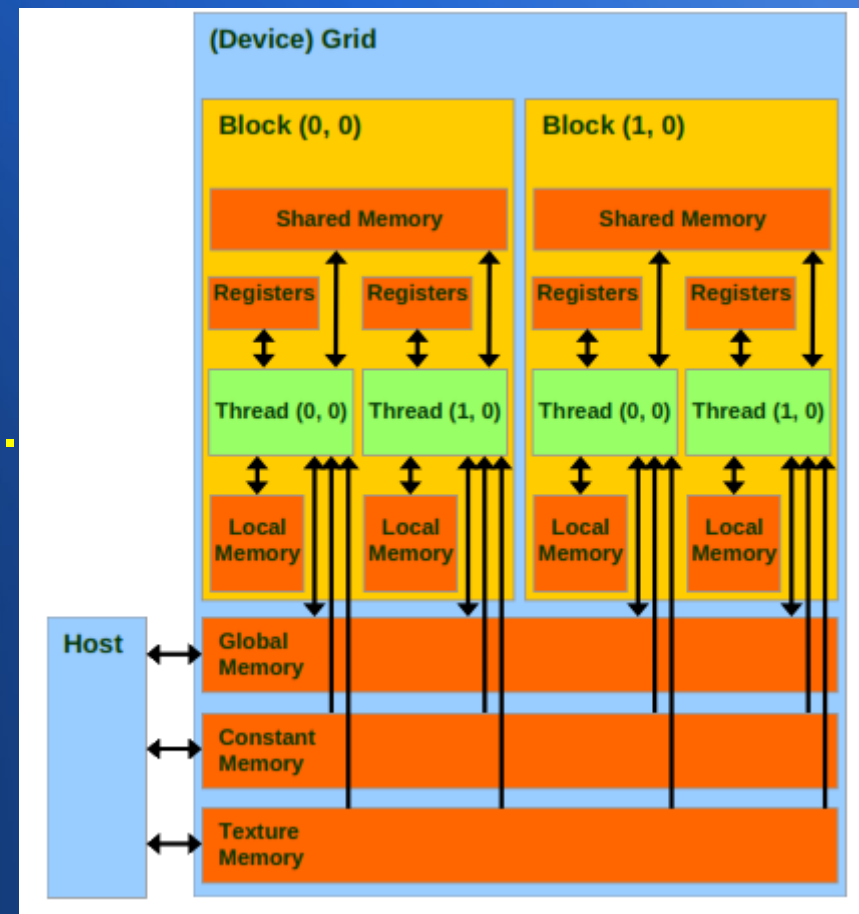 (Device) Grid
Block (0, 0)
Block (1, 0)
Shared Memory
Shared Memory
Registers
Registers
Registers
Registers
Thread (0, 0)
Thread (1, 0)
Thread (0, 0)
Thread (1, 0)
Local
Memory
Local
Memory
Local
Memory
Local
Memory
Host
Global
Memory
Constant
Memory
Texture
Memory